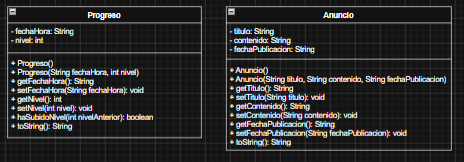 Progreso
- fechaHora: String
- nivel: int
+ Progreso()
+ Progreso(String fechaHora, int nivel)
+ getFechaHora(): String
+ setFechaHora(String fechaHora): void
+ getNivel(): int
+ setNivel(int nivel): void
+ haSubidoNivel(int nivelAnterior): boolean
+ toString(): String
Anuncio
- titulo: String
- contenido: String
- fechaPublicacion: String
+ Anuncio()
+ Anuncio(String titulo, String contenido, String fechaPublicacion)
+ getTitulo(): String
+ setTitulo(String titulo): void
+ getContenido(): String
+ setContenido(String contenido): void
+ getFechaPublicacion(): String
+ setFechaPublicacion(String fechaPublicacion): void
+ toString(): String